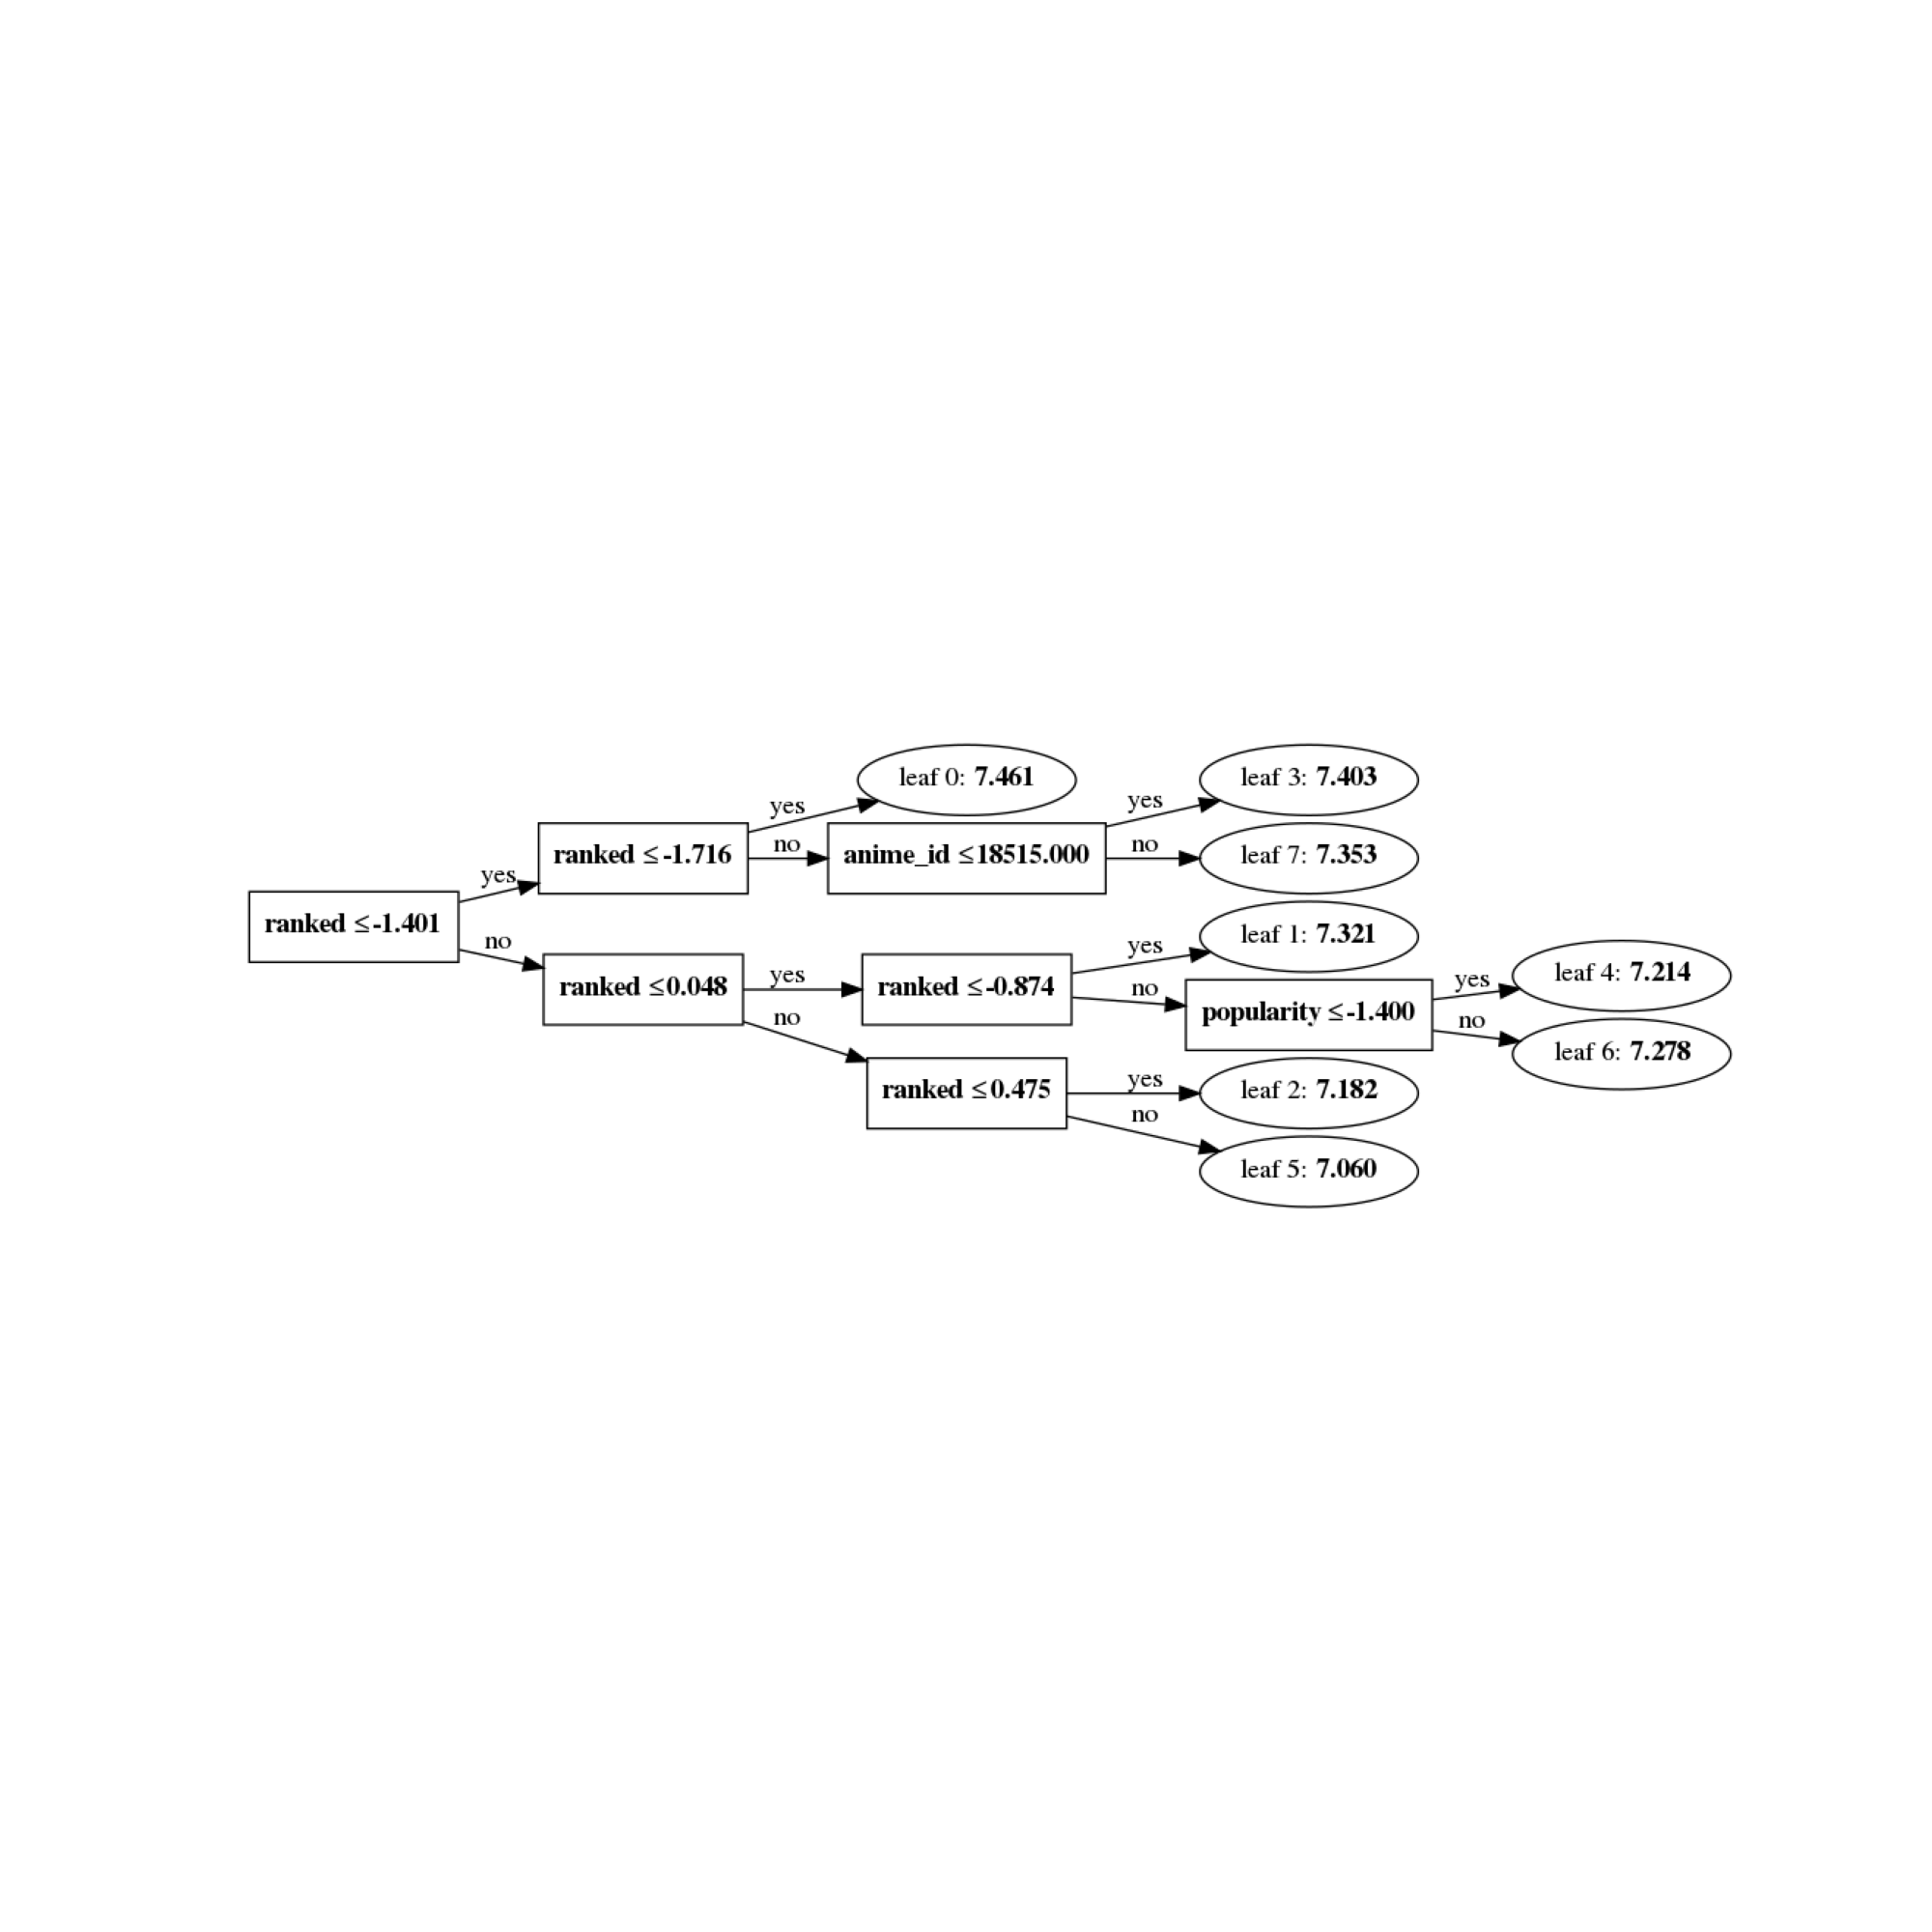 ranked ≤-1.401
yes
no
ranked ≤-1.716
yes
no
leaf 0: 7.461
anime_id ≤18515.000
yes
no
leaf 3: 7.403
leaf 7: 7.353
ranked ≤0.048
yes
no
ranked ≤-0.874
yes
no
leaf 1: 7.321
popularity ≤-1.400
yes
no
leaf 4: 7.214
leaf 6: 7.278
ranked ≤0.475
yes
no
leaf 2: 7.182
leaf 5: 7.060